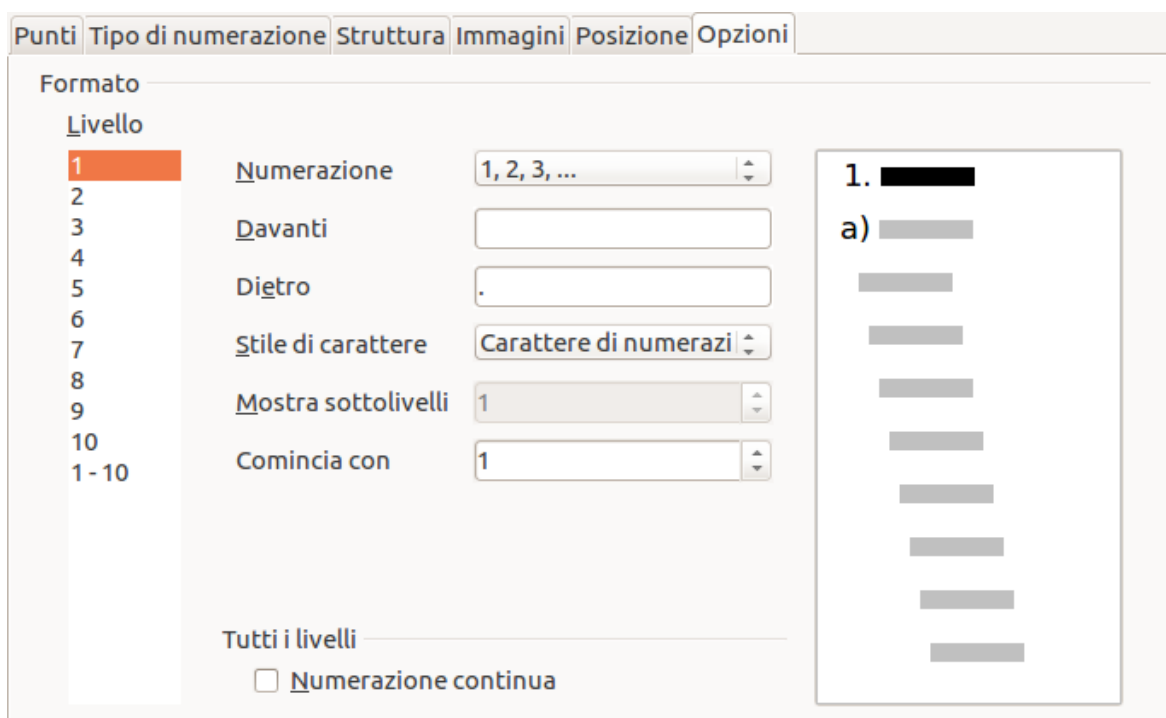 Punti Tipo di numerazione Struttura Immagini Posizione Opzioni
Formato
Livello
1
2
3
4
5
6
7
8
9
10
1 - 10
Numerazione 1, 2, 3, ...
Davanti
Dietro .
Stile di carattere Carattere di numerazi
Mostra sottolivelli 1
Comincia con 1
Tutti i livelli
Numerazione continua
1.
a)